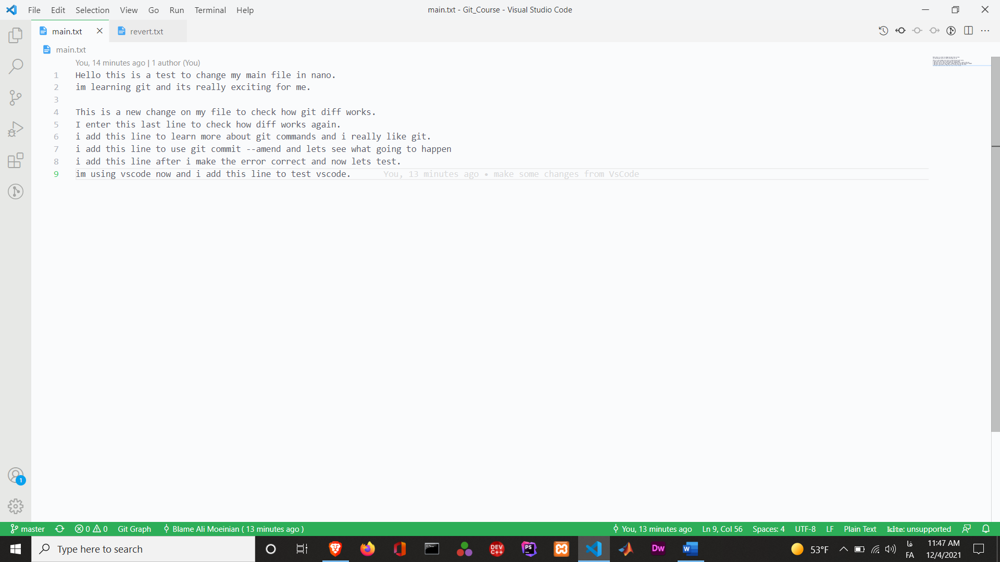 File Edit Selection View Go Run Terminal Help
main.txt - Git_Course - Visual Studio Code
main.txt
revert.txt
main.txt
You, 14 minutes ago | 1 author (You)
1 Hello this is a test to change my main file in nano.
2 im learning git and its really exciting for me.
3
4 This is a new change on my file to check how git diff works.
5 I enter this last line to check how diff works again.
6 i add this line to learn more about git commands and i really like git.
7 i add this line to use git commit --amend and lets see what going to happen
8 i add this line after i make the error correct and now lets test.
9 im using vscode now and i add this line to test vscode. You, 13 minutes ago • make some changes from VsCode
1
master 0 0 Git Graph Blame Ali Moeinian ( 13 minutes ago ) You, 13 minutes ago Ln 9, Col 56 Spaces: 4 UTF-8 LF Plain Text kite: unsupported
Type here to search
DEV C++
PS
Dw
W
53°F
فا
FA
11:47 AM
12/4/2021